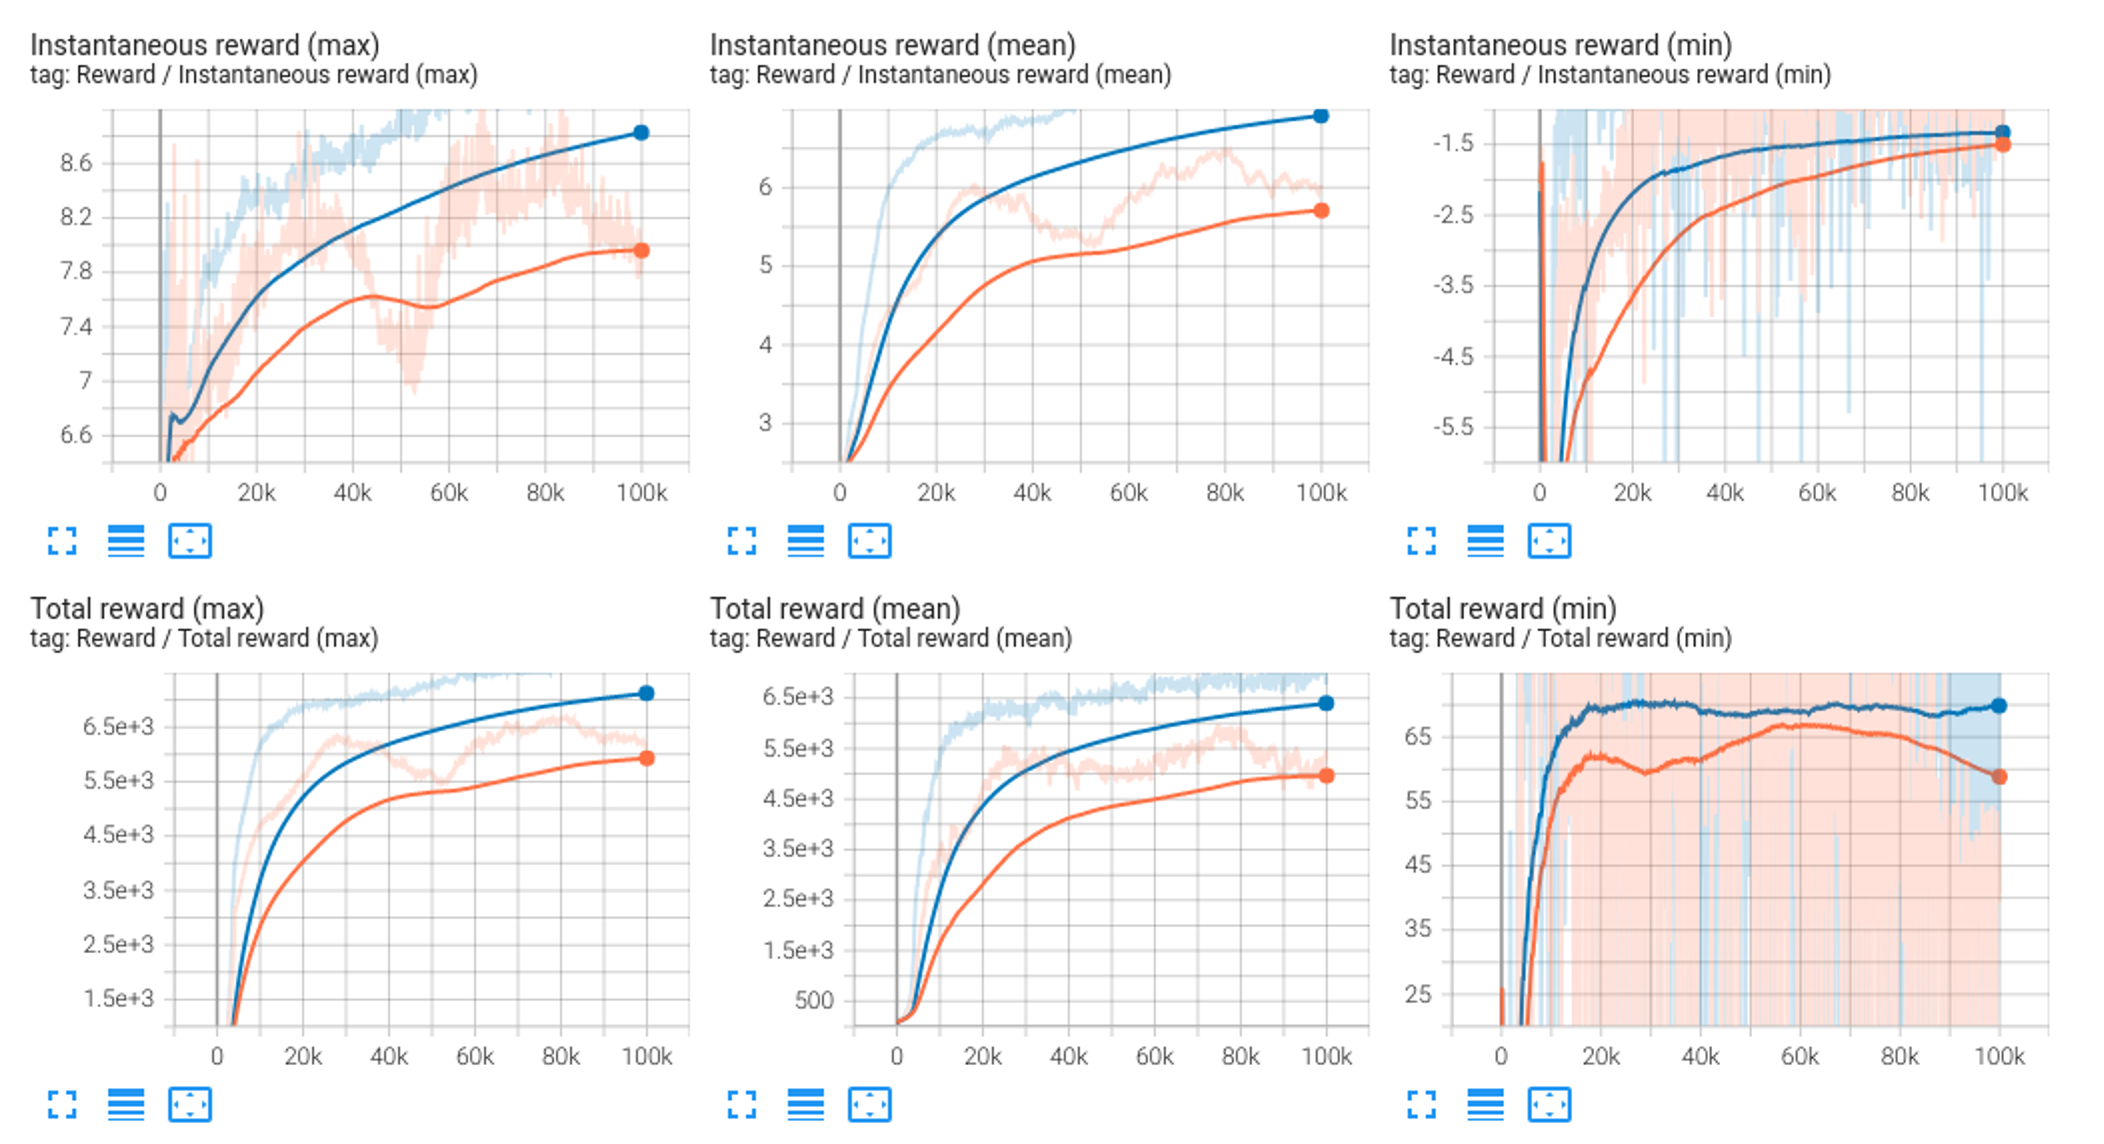 Instantaneous reward (max)
tag: Reward / Instantaneous reward (max)
8.6
8.2
7.8
7.4
7
6.6
0 20k 40k 60k 80k 100k
Instantaneous reward (mean)
tag: Reward / Instantaneous reward (mean)
6
5
4
3
0 20k 40k 60k 80k 100k
Instantaneous reward (min)
tag: Reward / Instantaneous reward (min)
-1.5
-2.5
-3.5
-4.5
-5.5
0 20k 40k 60k 80k 100k
Total reward (max)
tag: Reward / Total reward (max)
6.5e+3
5.5e+3
4.5e+3
3.5e+3
2.5e+3
1.5e+3
0 20k 40k 60k 80k 100k
Total reward (mean)
tag: Reward / Total reward (mean)
6.5e+3
5.5e+3
4.5e+3
3.5e+3
2.5e+3
1.5e+3
500
0 20k 40k 60k 80k 100k
Total reward (min)
tag: Reward / Total reward (min)
65
55
45
35
25
0 20k 40k 60k 80k 100k